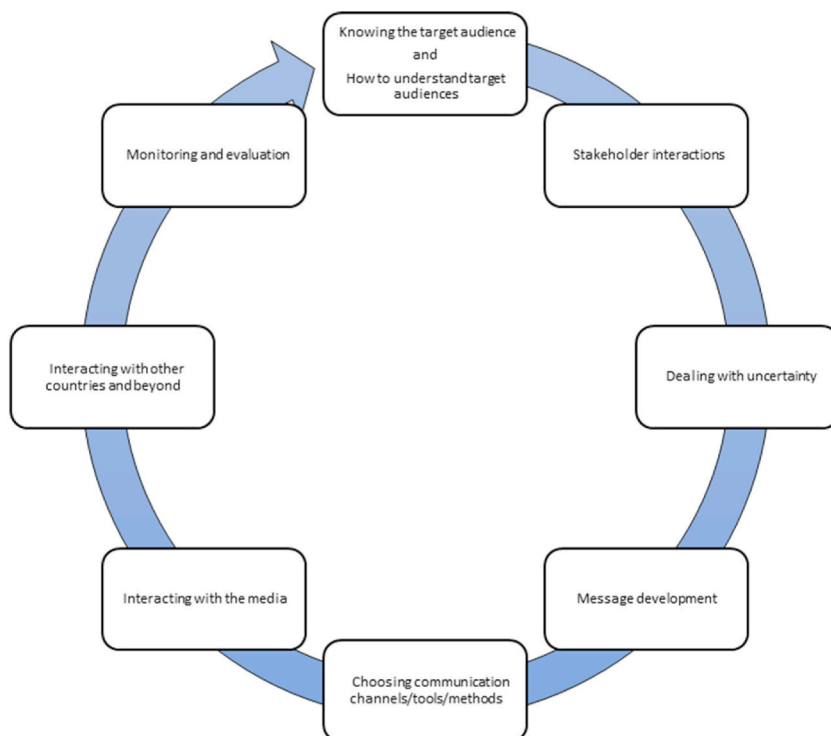 Knowing the target audience
and
How to understand target
audiences
Stakeholder interactions
Dealing with uncertainty
Message development
Choosing communication
channels/tools/methods
Interacting with the media
Interacting with other
countries and beyond
Monitoring and evaluation